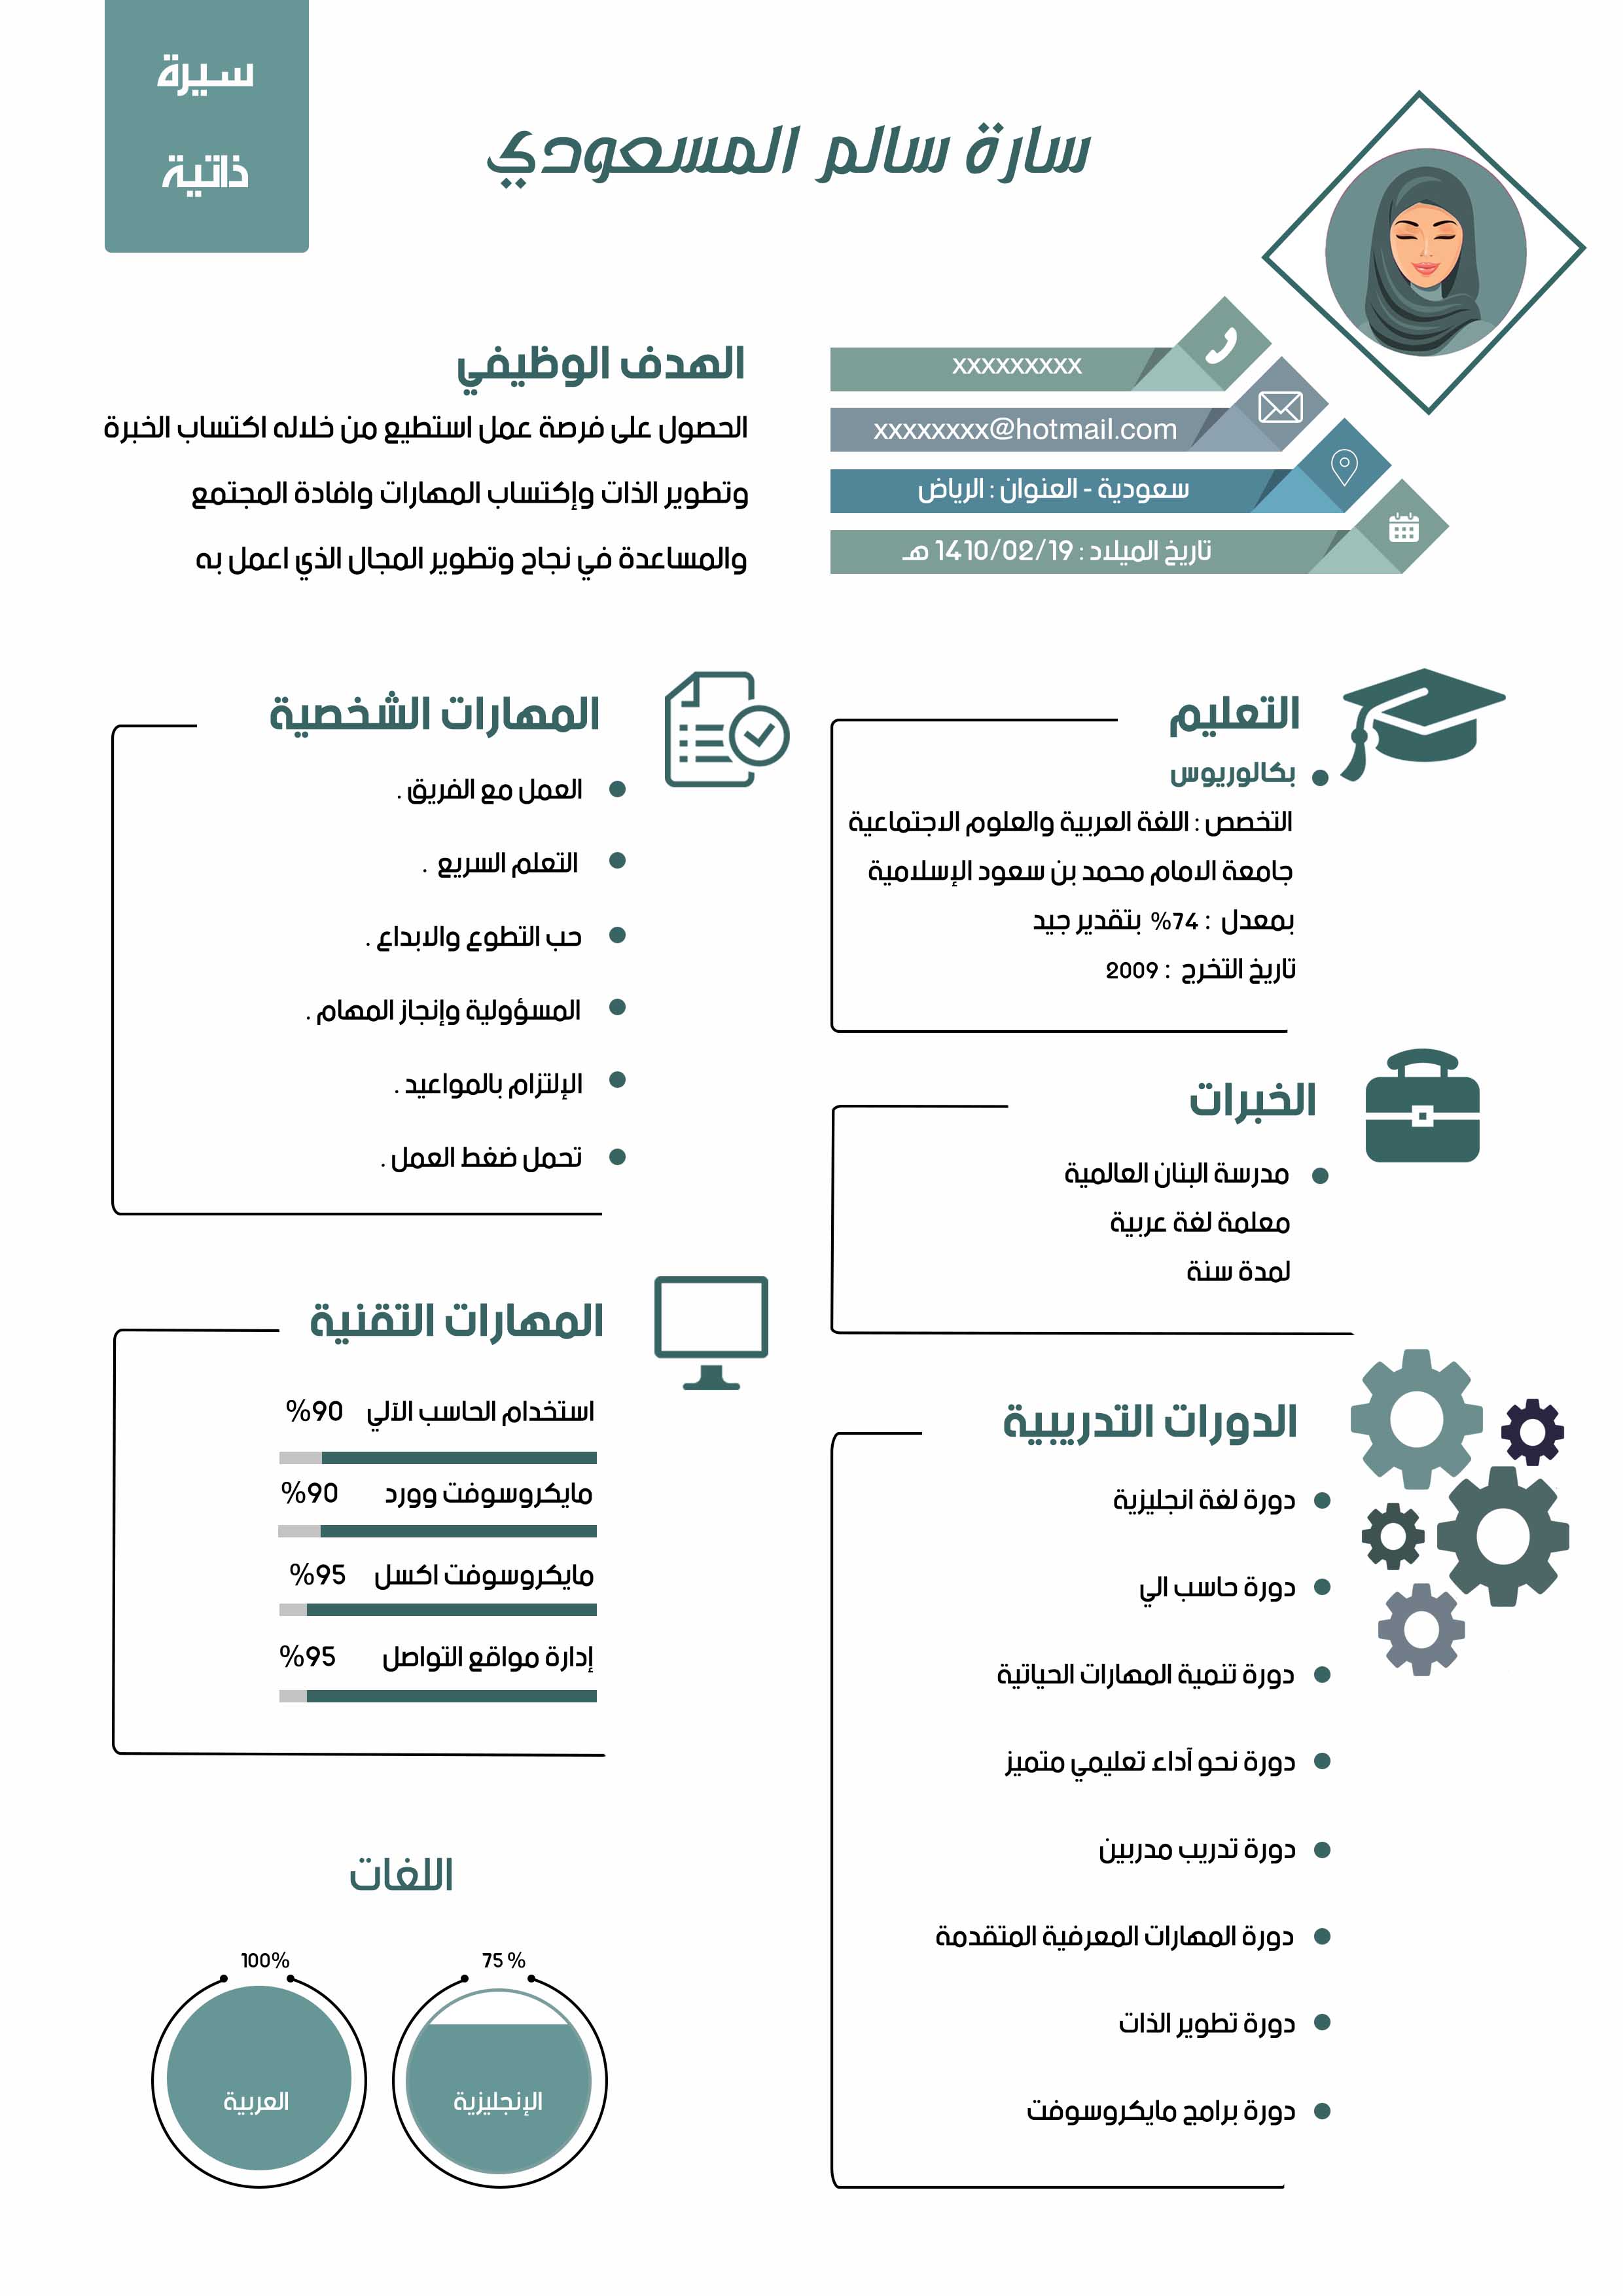 سيرة
ذاتية
سارة سالم المسعودي
xxxxxxxxx
xxxxxxxx@hotmail.com
سعودية - العنوان : الرياض
تاريخ الميلاد : 1410/02/19 هـ
الهدف الوظيفي
الحصول على فرصة عمل استطيع من خلاله اكتساب الخبرة
وتطوير الذات وإكتساب المهارات وافادة المجتمع
والمساعدة في نجاح وتطوير المجال الذي اعمل به
التعليم
بكالوريوس
التخصص : اللغة العربية والعلوم الاجتماعية
جامعة الامام محمد بن سعود الإسلامية
بمعدل : 74% بتقدير جيد
تاريخ التخرج : 2009
الخبرات
مدرسة البنان العالمية
معلمة لغة عربية
لمدة سنة
الدورات التدريبية
دورة لغة انجليزية
دورة حاسب الي
دورة تنمية المهارات الحياتية
دورة نحو آداء تعليمي متميز
دورة تدريب مدربين
دورة المهارات المعرفية المتقدمة
دورة تطوير الذات
دورة برامج مايكروسوفت
المهارات الشخصية
العمل مع الفريق .
التعلم السريع .
حب التطوع والابداع .
المسؤولية وإنجاز المهام .
الإلتزام بالمواعيد .
تحمل ضغط العمل .
المهارات التقنية
استخدام الحاسب الآلي 90%
مايكروسوفت وورد 90%
مايكروسوفت اكسل 95%
إدارة مواقع التواصل 95%
اللغات
75 %
الإنجليزية
100%
العربية